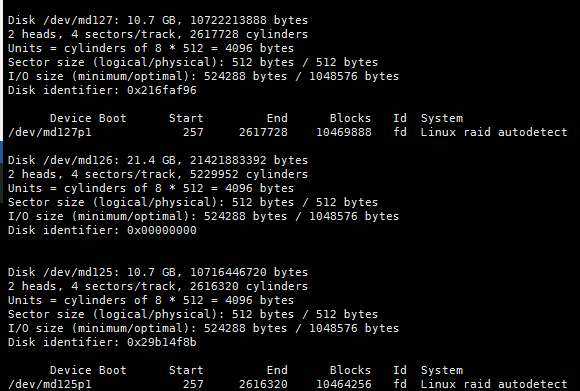 Disk /dev/md127: 10.7 GB, 10722213888 bytes
2 heads, 4 sectors/track, 2617728 cylinders
Units = cylinders of 8 * 512 = 4096 bytes
Sector size (logical/physical): 512 bytes / 512 bytes
I/O size (minimum/optimal): 524288 bytes / 1048576 bytes
Disk identifier: 0x216faf96
Device Boot Start End Blocks Id System
/dev/md127p1 257 2617728 10469888 fd Linux raid autodetect
Disk /dev/md126: 21.4 GB, 21421883392 bytes
2 heads, 4 sectors/track, 5229952 cylinders
Units = cylinders of 8 * 512 = 4096 bytes
Sector size (logical/physical): 512 bytes / 512 bytes
I/O size (minimum/optimal): 524288 bytes / 1048576 bytes
Disk identifier: 0x00000000
Disk /dev/md125: 10.7 GB, 10716446720 bytes
2 heads, 4 sectors/track, 2616320 cylinders
Units = cylinders of 8 * 512 = 4096 bytes
Sector size (logical/physical): 512 bytes / 512 bytes
I/O size (minimum/optimal): 524288 bytes / 1048576 bytes
Disk identifier: 0x29b14f8b
Device Boot Start End Blocks Id System
/dev/md125p1 257 2616320 10464256 fd Linux raid autodetect